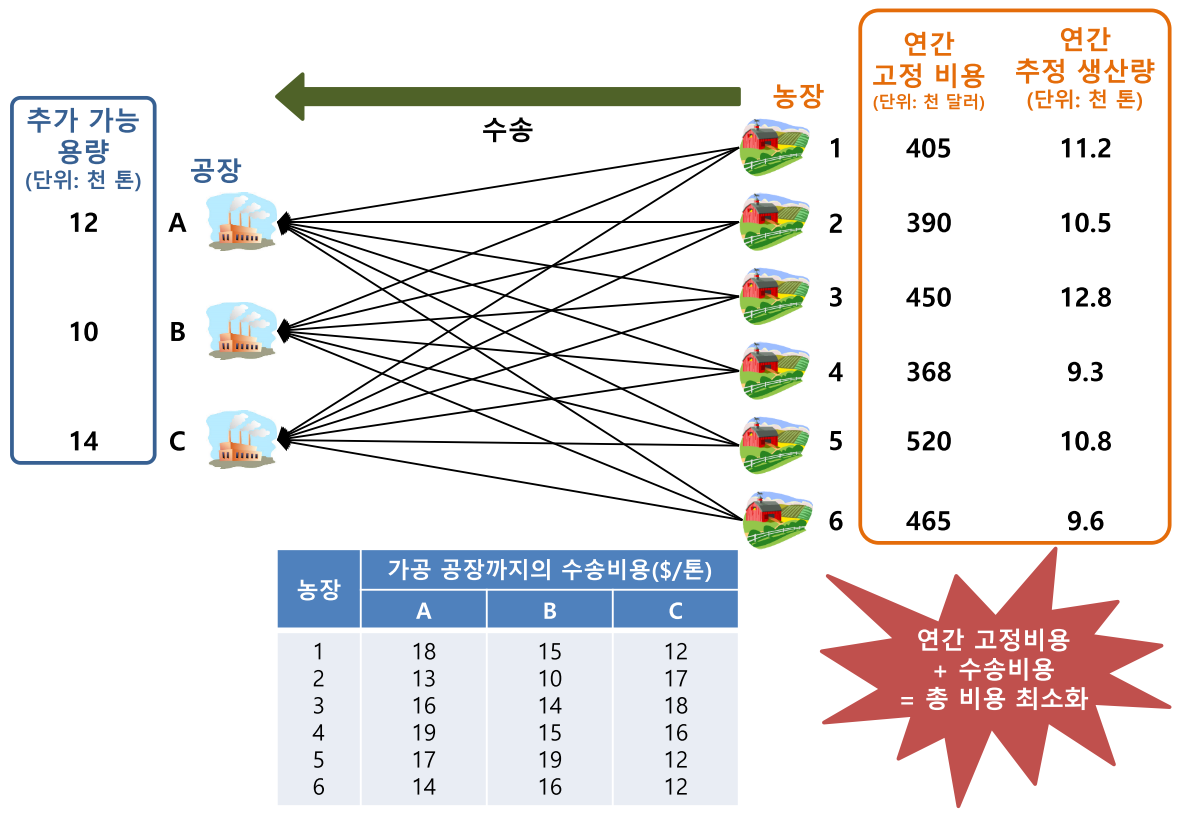 추가 가능
용량
(단위: 천 톤)
12
10
14
공장
A
B
C
수송
농장
1
2
3
4
5
6
연간
고정 비용
(단위: 천 달러)
405
390
450
368
520
465
연간
추정 생산량
(단위: 천 톤)
11.2
10.5
12.8
9.3
10.8
9.6
농장 가공 공장까지의 수송비용($/톤)
A B C
1 18 15 12
2 13 10 17
3 16 14 18
4 19 15 16
5 17 19 12
6 14 16 12
연간 고정비용
+ 수송비용
= 총 비용 최소화